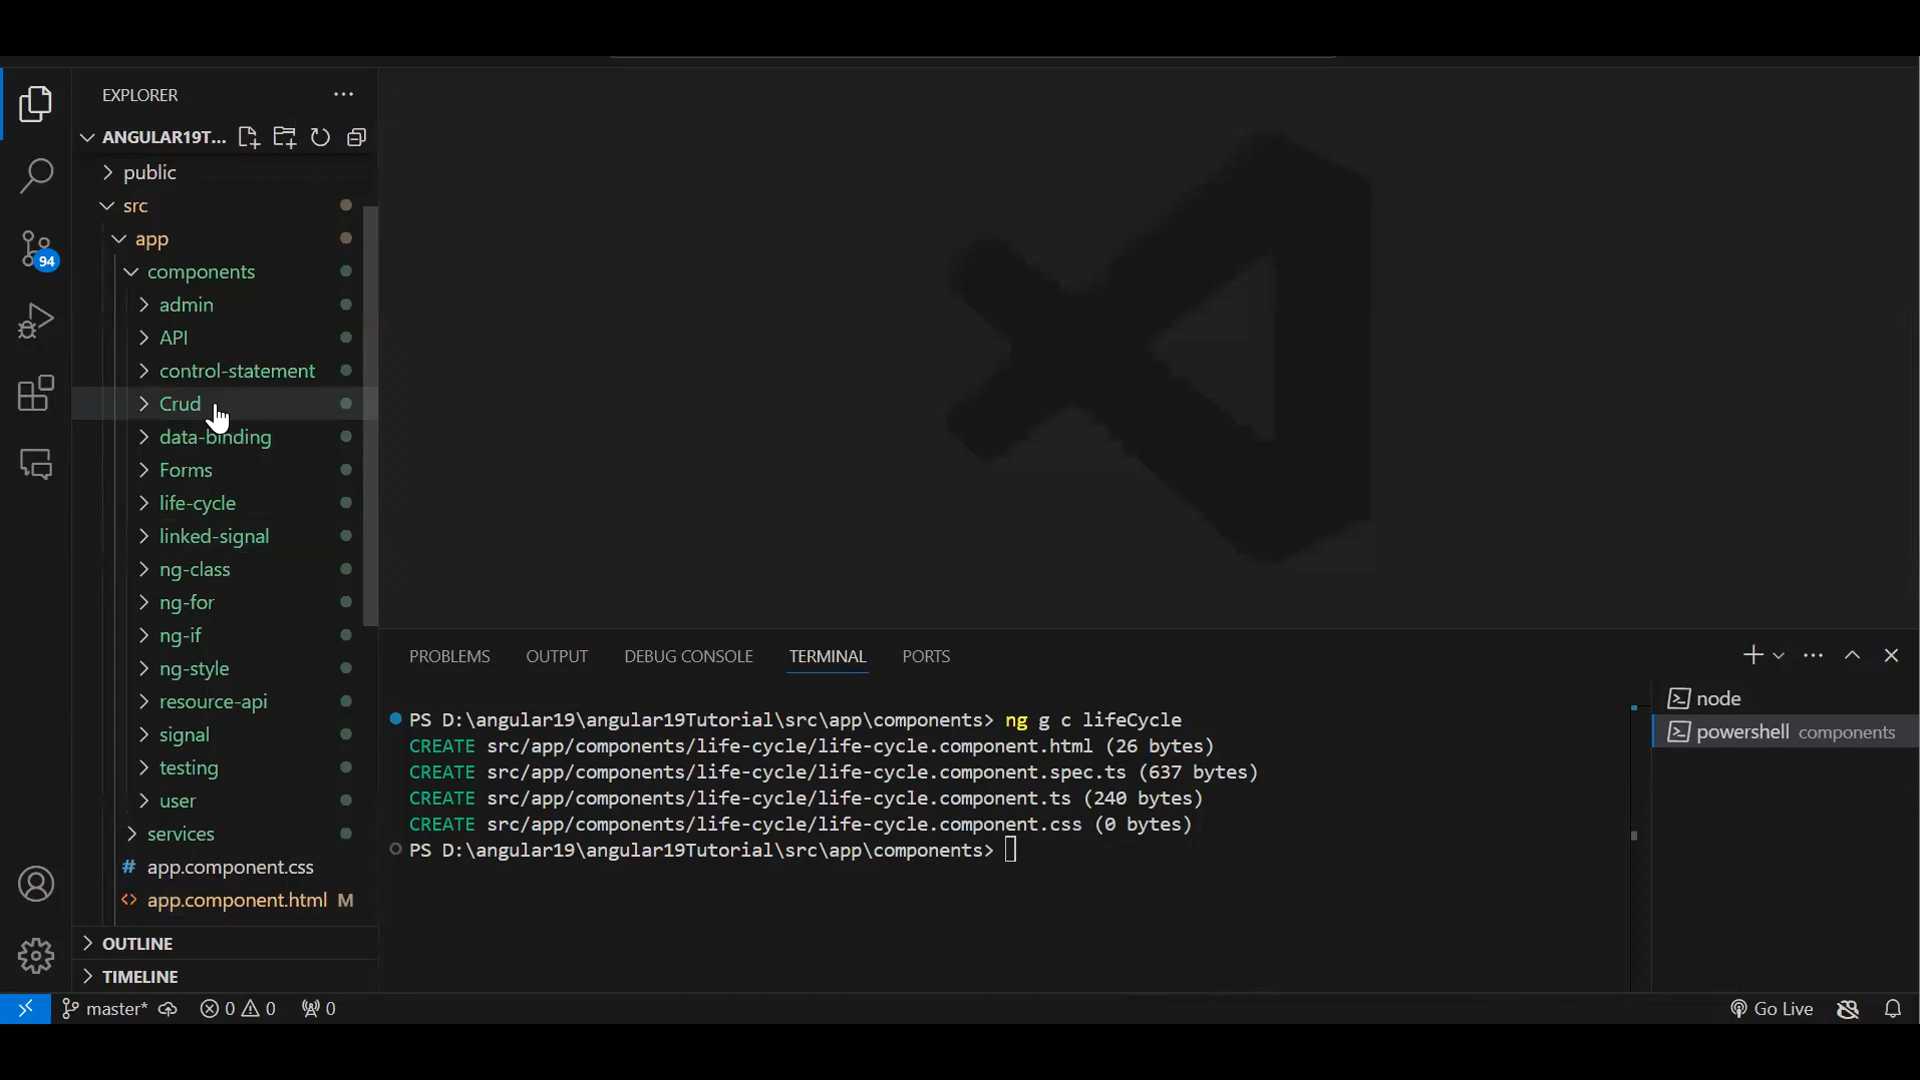 EXPLORER
ANGULAR19T...
public
src
app
components
admin
API
control-statement
Crud
data-binding
Forms
life-cycle
linked-signal
ng-class
ng-for
ng-if
ng-style
resource-api
signal
testing
user
services
# app.component.css
<> app.component.html M
OUTLINE
TIMELINE
94
PROBLEMS OUTPUT DEBUG CONSOLE TERMINAL PORTS
PS D:\angular19\angular19Tutorial\src\app\components> ng g c lifeCycle
CREATE src/app/components/life-cycle/life-cycle.component.html (26 bytes)
CREATE src/app/components/life-cycle/life-cycle.component.spec.ts (637 bytes)
CREATE src/app/components/life-cycle/life-cycle.component.ts (240 bytes)
CREATE src/app/components/life-cycle/life-cycle.component.css (0 bytes)
PS D:\angular19\angular19Tutorial\src\app\components>
node
powershell components
master* 0 0 0 Go Live